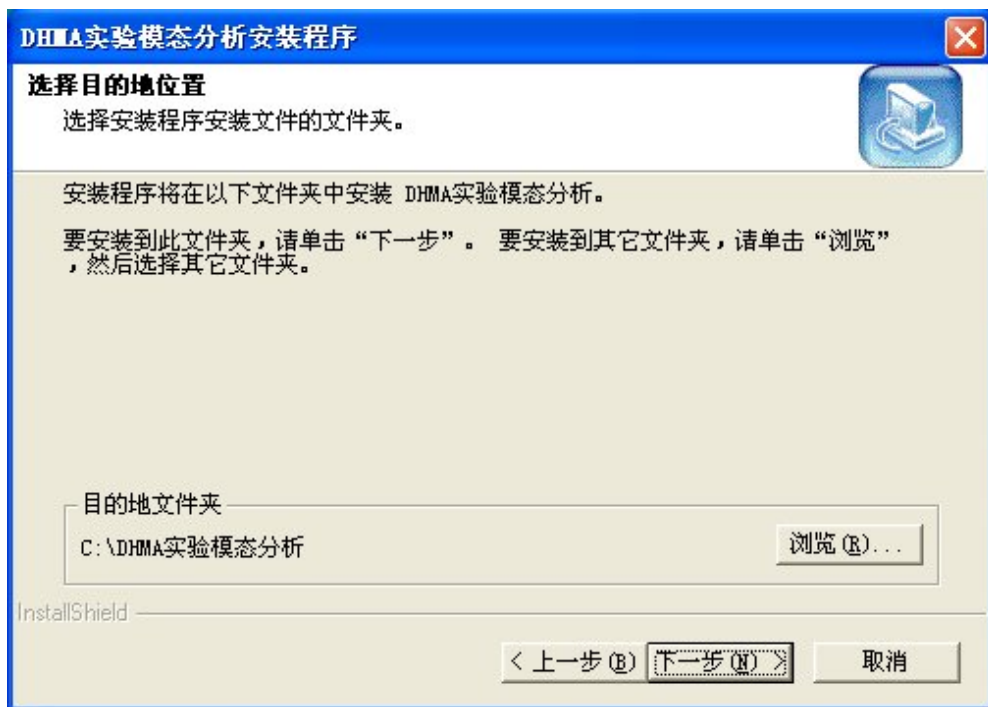 DHMA实验模态分析安装程序
选择目的地位置
选择安装程序安装文件的文件夹。
安装程序将在以下文件夹中安装 DHMA实验模态分析。
要安装到此文件夹，请单击“下一步”。 要安装到其它文件夹，请单击“浏览”
，然后选择其它文件夹。
目的地文件夹
C:\DHMA实验模态分析
浏览(R)...
InstallShield
< 上一步(B)
下一步(N) >
取消